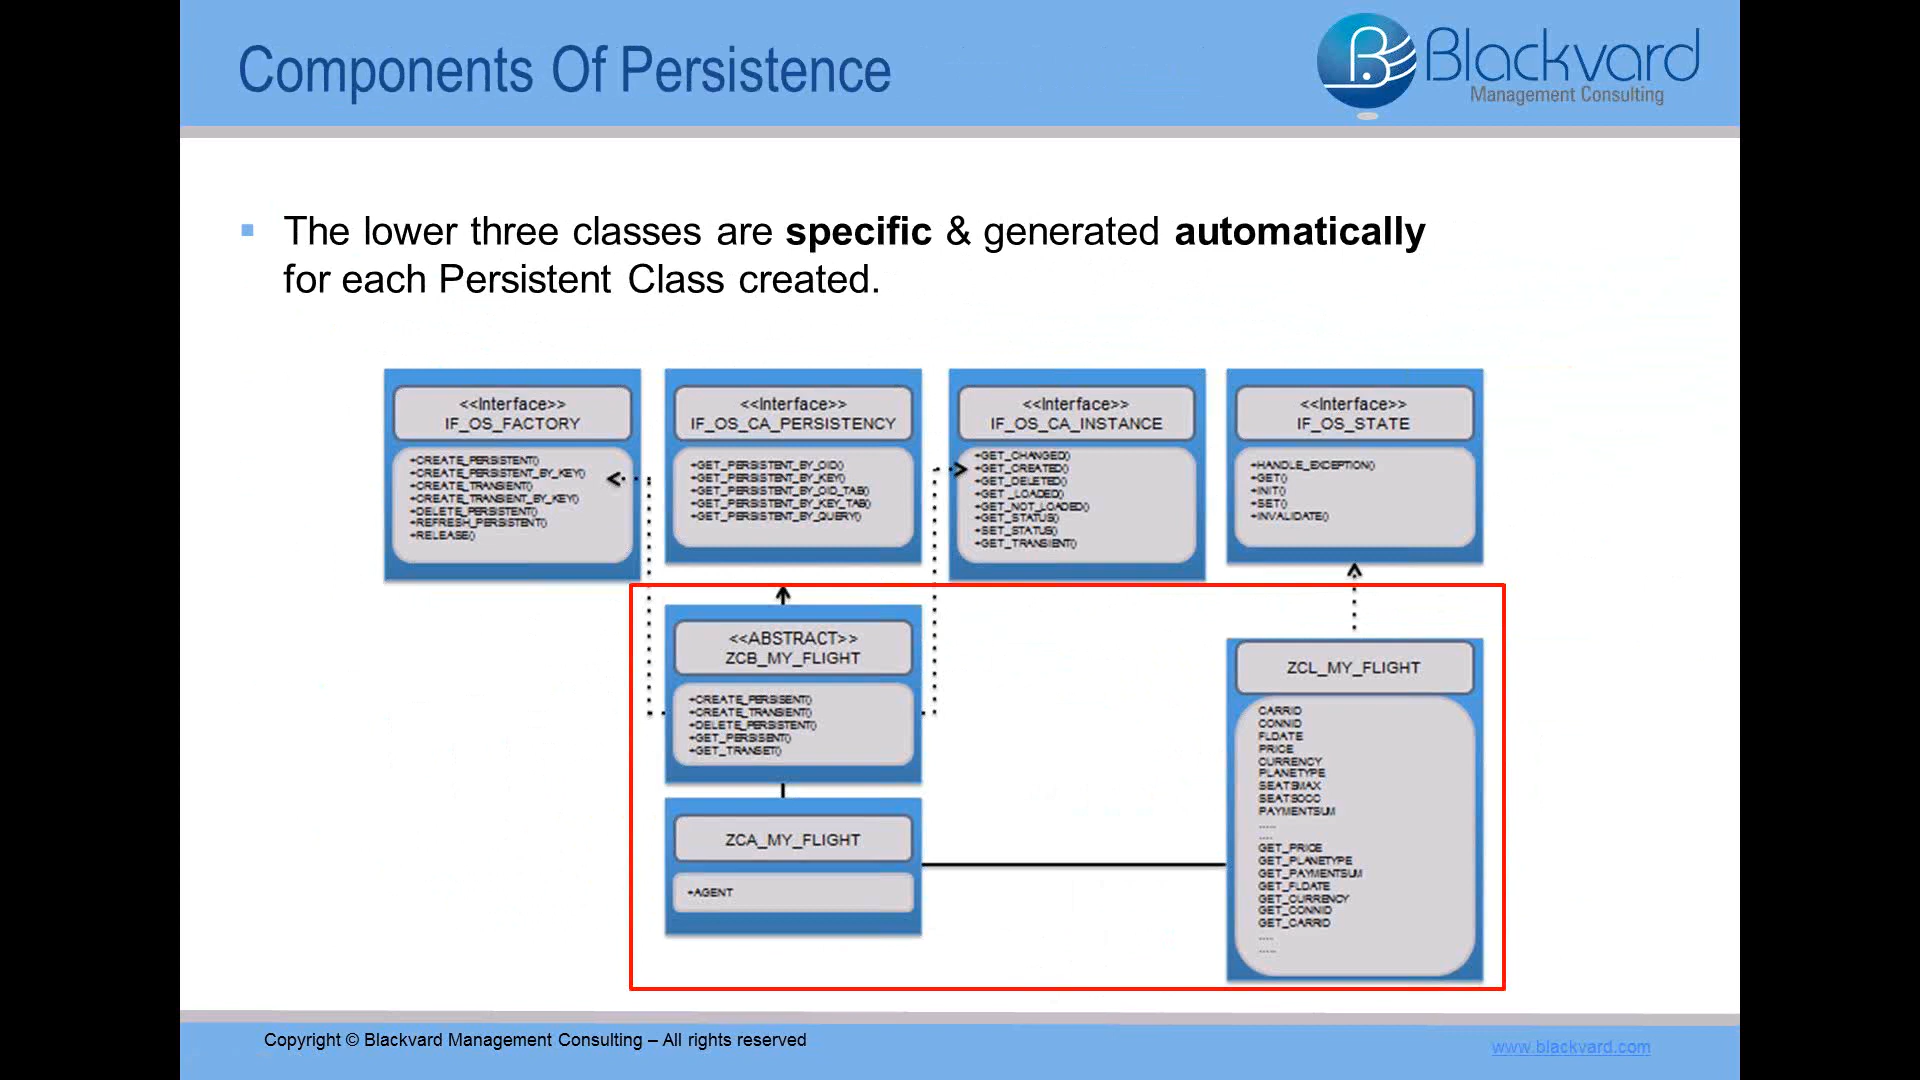 Components Of Persistence
Blackvard
Management Consulting
The lower three classes are specific & generated automatically
for each Persistent Class created.
<<Interface>>
IF_OS_FACTORY
+CREATE_PERSISTENT()
+CREATE_PERSISTENT_BY_KEY()
+CREATE_TRANSIENT()
+CREATE_TRANSIENT_BY_KEY()
+DELETE_PERSISTENT()
+REFRESH_PERSISTENT()
+RELEASE()
<<Interface>>
IF_OS_CA_PERSISTENCY
+GET_PERSISTENT_BY_OID()
+GET_PERSISTENT_BY_KEY()
+GET_PERSISTENT_BY_OID_TAB()
+GET_PERSISTENT_BY_KEY_TAB()
+GET_PERSISTENT_BY_QUERY()
<<Interface>>
IF_OS_CA_INSTANCE
+GET_CHANGED()
+GET_CREATED()
+GET_DELETED()
+GET _LOADED()
+GET_NOT_LOADED()
+GET_STATUS()
+SET_STATUS()
+GET_TRANSIENT()
<<Interface>>
IF_OS_STATE
+HANDLE_EXCEPTION()
+GET()
+INIT()
+SET()
+INVALIDATE()
<<ABSTRACT>>
ZCB_MY_FLIGHT
+CREATE_PERSISENT()
+CREATE_TRANSIENT()
+DELETE_PERSISTENT()
+GET_PERSISENT()
+GET_TRANSET()
ZCA_MY_FLIGHT
+AGENT
ZCL_MY_FLIGHT
CARRID
CONNID
FLDATE
PRICE
CURRENCY
PLANETYPE
SEATSMAX
SEATSOCC
PAYMENTSUM
.....
....
GET_PRICE
GET_PLANETYPE
GET_PAYMENTSUM
GET_FLDATE
GET_CURRENCY
GET_CONNID
GET_CARRID
....
.....
Copyright © Blackvard Management Consulting – All rights reserved
www.blackvard.com